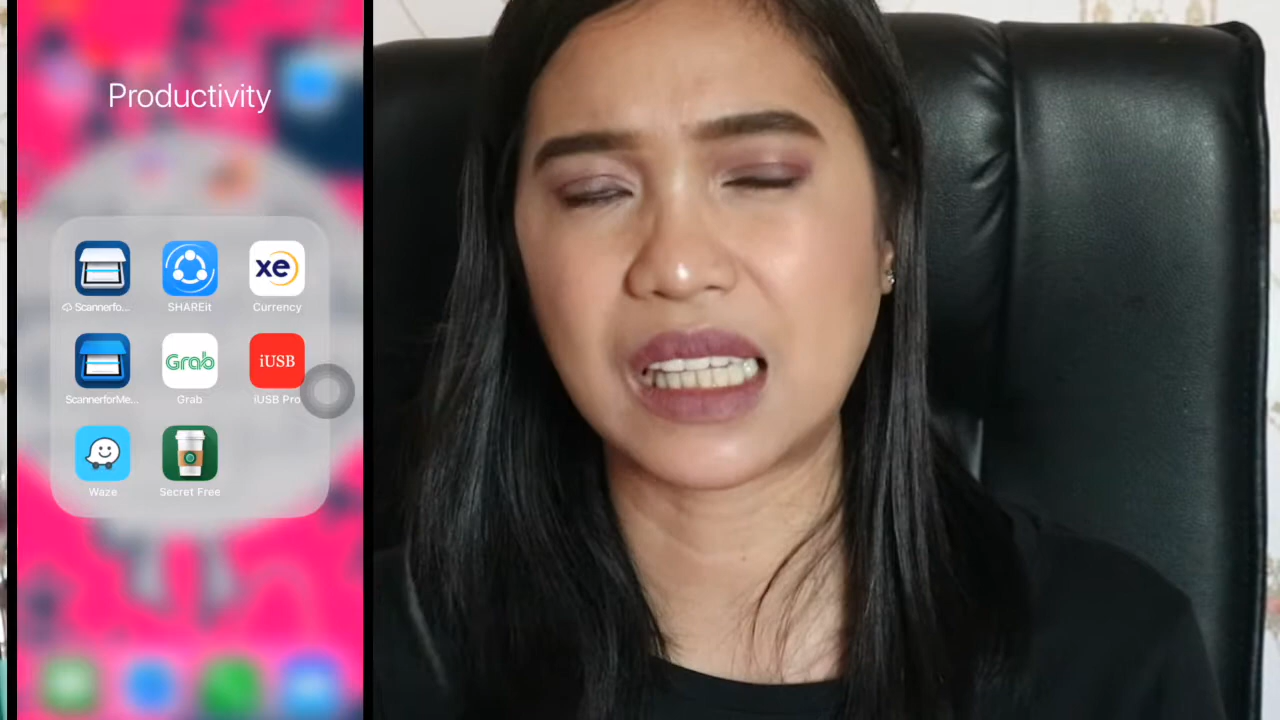 Productivity
xe
Scannerfo...
SHAREit
Currency
Grab
iUSB
ScannerforMe...
Grab
iUSB Pro
Waze
Secret Free